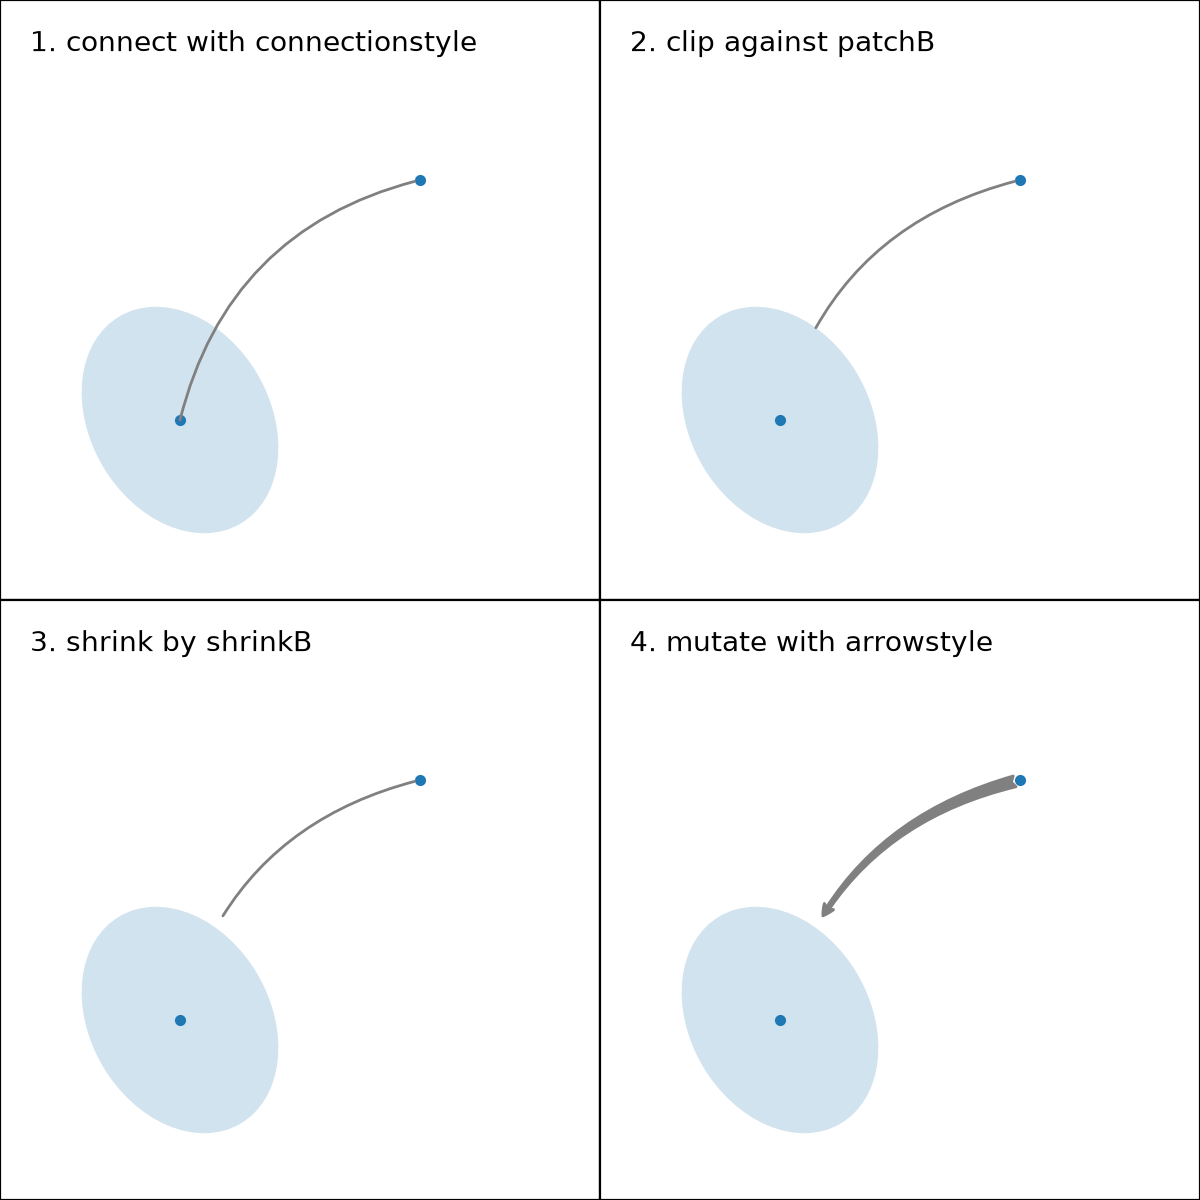 1. connect with connectionstyle
2. clip against patchB
3. shrink by shrinkB
4. mutate with arrowstyle